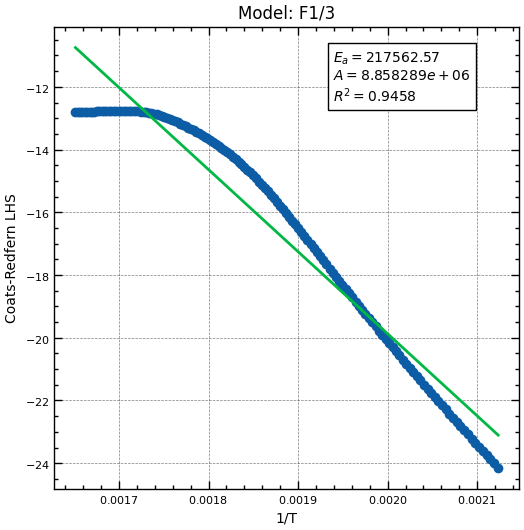 Model: F1/3
E_a = 217562.57
A = 8.858289e + 06
R^2 = 0.9458
−12
−14
−16
−18
−20
−22
−24
Coats-Redfern LHS
0.0017 0.0018 0.0019 0.0020 0.0021
1/T